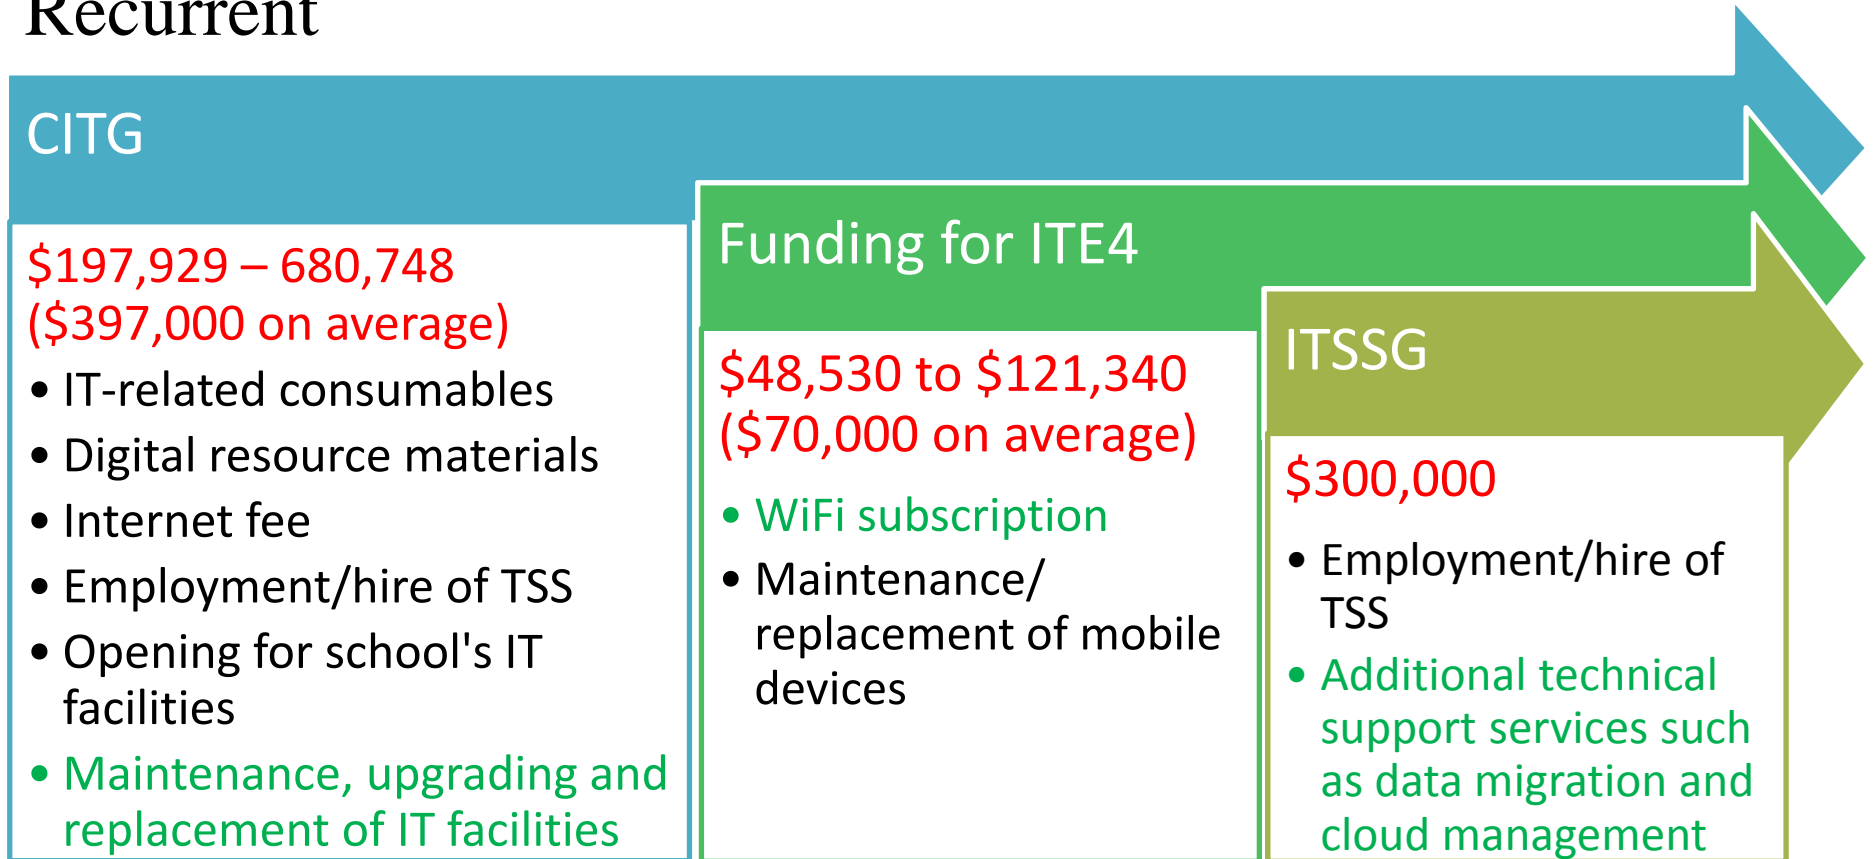 Recurrent
CITG
$197,929 – 680,748
($397,000 on average)
• IT-related consumables
• Digital resource materials
• Internet fee
• Employment/hire of TSS
• Opening for school's IT
facilities
• Maintenance, upgrading and
replacement of IT facilities
Funding for ITE4
$48,530 to $121,340
($70,000 on average)
• WiFi subscription
• Maintenance/
replacement of mobile
devices
ITSSG
$300,000
• Employment/hire of
TSS
• Additional technical
support services such
as data migration and
cloud management